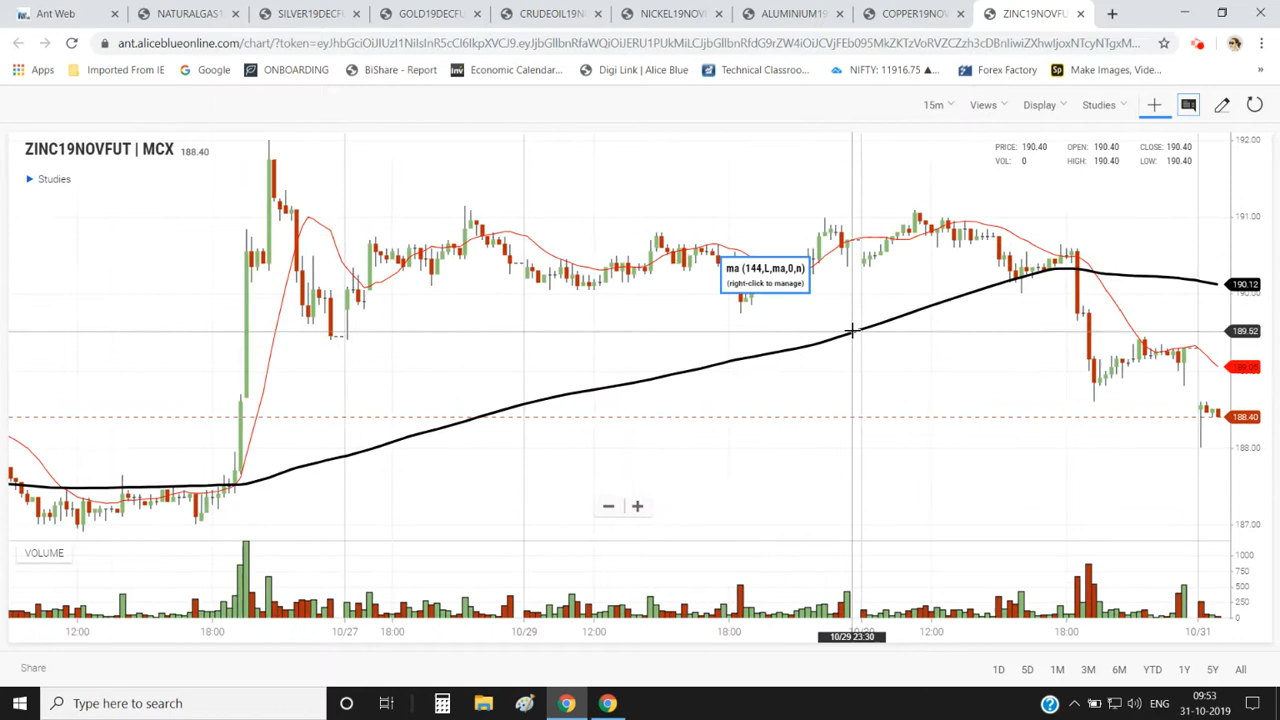 Ant Web
NATURALGAS1
SILVER19DECF
GOLD19DECFU
CRUDEOIL19N
NICKEL19NOV
ALUMINIUM19
COPPER19NOV
ZINC19NOVFU
Apps
Imported From IE
Google
ONBOARDING
BiShare - Report
Economic Calendar...
Digi Link | Alice Blue
Technical Classroo...
NIFTY: 11916.75 ▲...
Forex Factory
Make Images, Vide...
15m
Views
Display
Studies
ZINC19NOVFUT | MCX 188.40
PRICE: 190.40 OPEN: 190.40 CLOSE: 190.40
VOL: 0 HIGH: 190.40 LOW: 190.40
Studies
192.00
191.00
ma (144,L,ma,0,n)
(right-click to manage)
190.00
190.12
189.52
188.40
188.00
187.00
VOLUME
1000
750
500
250
12:00 18:00 10/27 18:00 10/29 12:00 18:00 12:00 18:00 10/31
10/29 23:30
Share
1D 5D 1M 3M 6M YTD 1Y 5Y All
Type here to search
ENG
09:53
31-10-2019